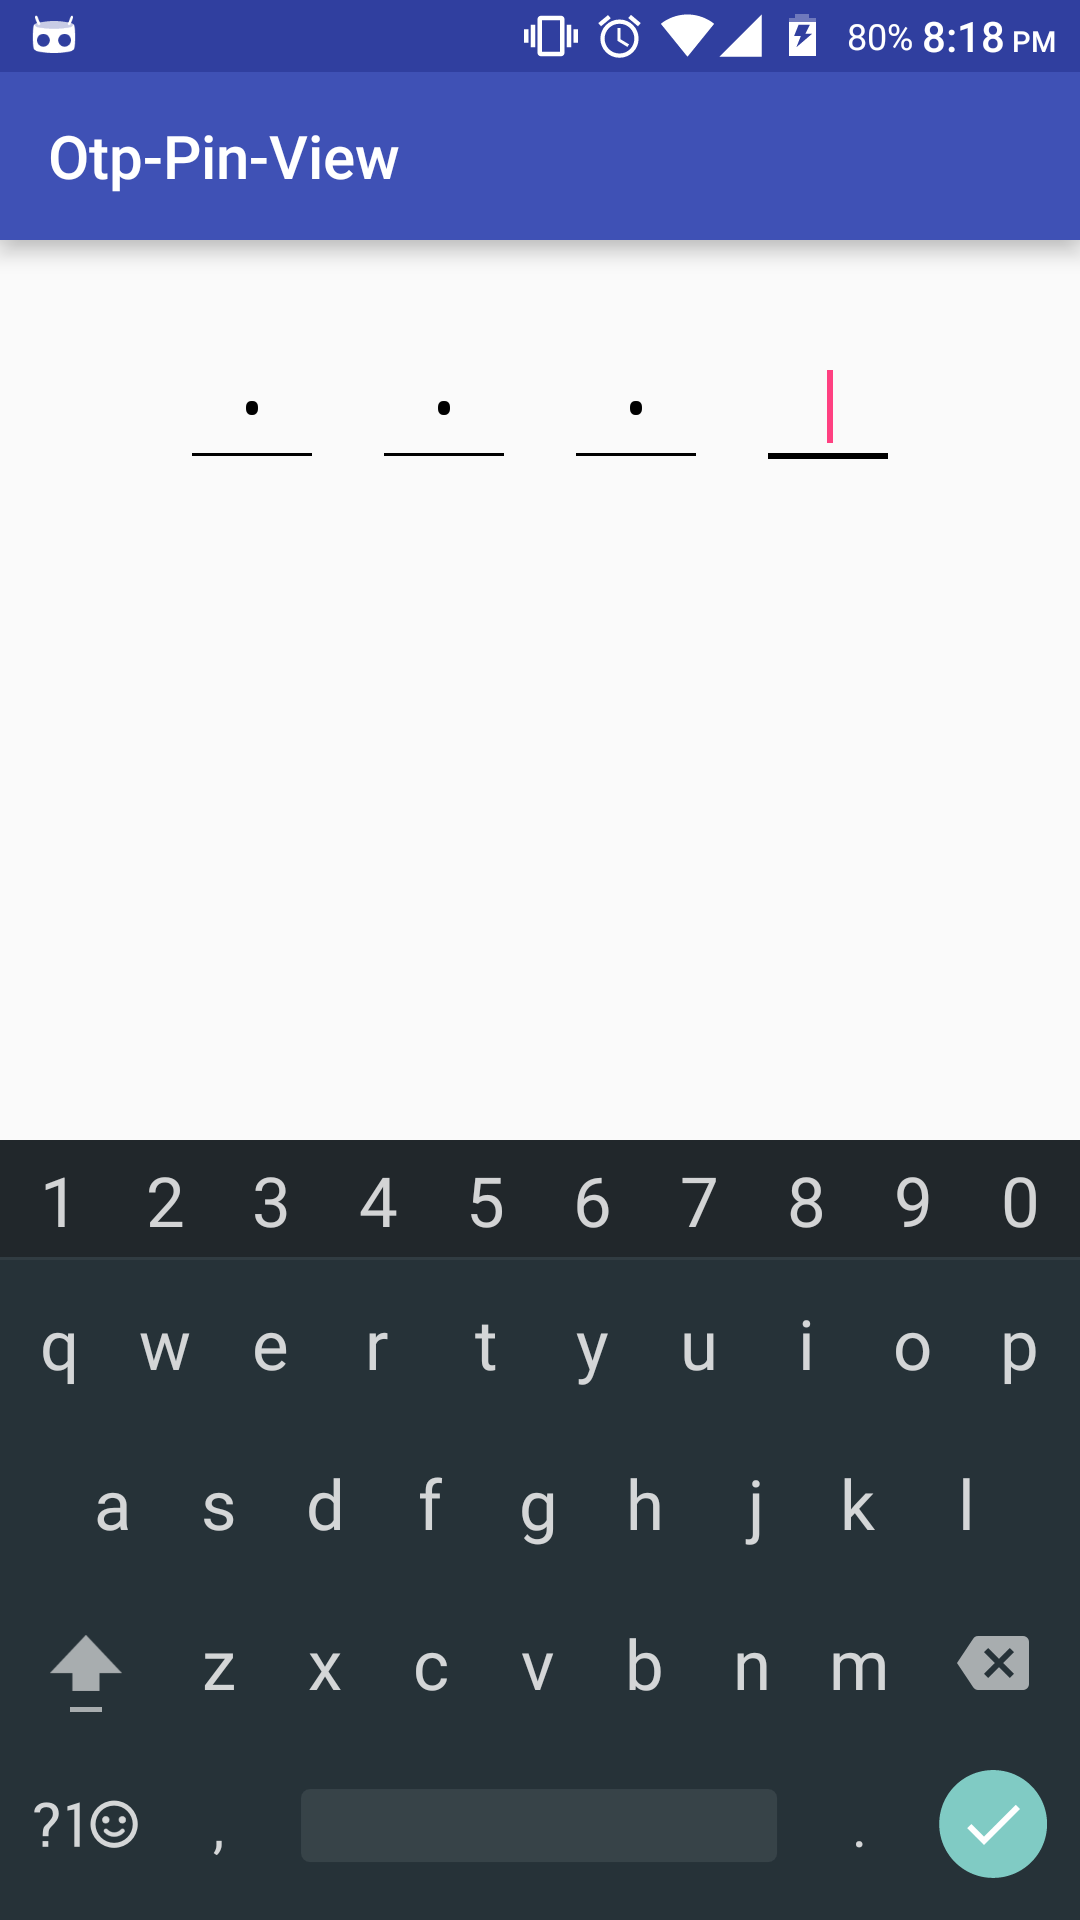 80% 8:18 PM
Otp-Pin-View
1 2 3 4 5 6 7 8 9 0
q w e r t y u i o p
a s d f g h j k l
z x c v b n m
?1☺ , .